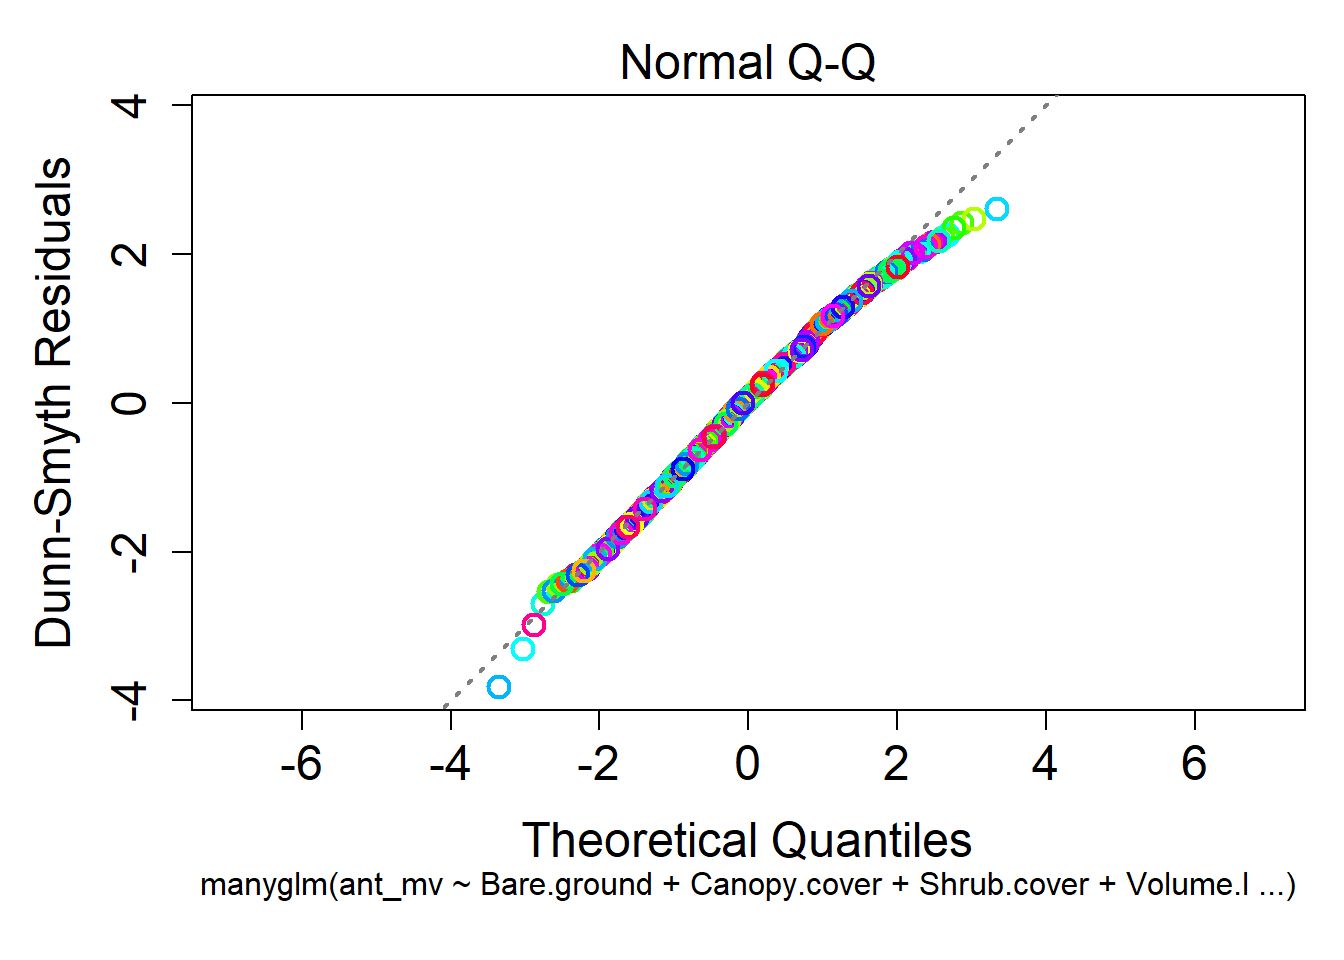 Normal Q-Q
Dunn-Smyth Residuals
4
2
0
-2
-4
-6 -4 -2 0 2 4 6
Theoretical Quantiles
manyglm(ant_mv ~ Bare.ground + Canopy.cover + Shrub.cover + Volume.l ...)